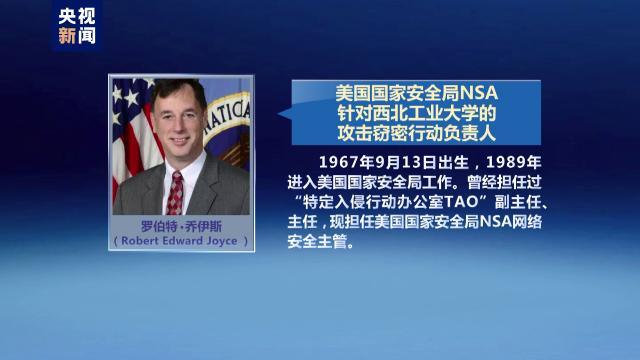 央视
新闻
美国国家安全局NSA
针对西北工业大学的
攻击窃密行动负责人
1967年9月13日出生，1989年
进入美国国家安全局工作。曾经担任过
“特定入侵行动办公室TAO”副主任、
主任，现担任美国国家安全局NSA网络
安全主管。
罗伯特·乔伊斯
（Robert Edward Joyce ）